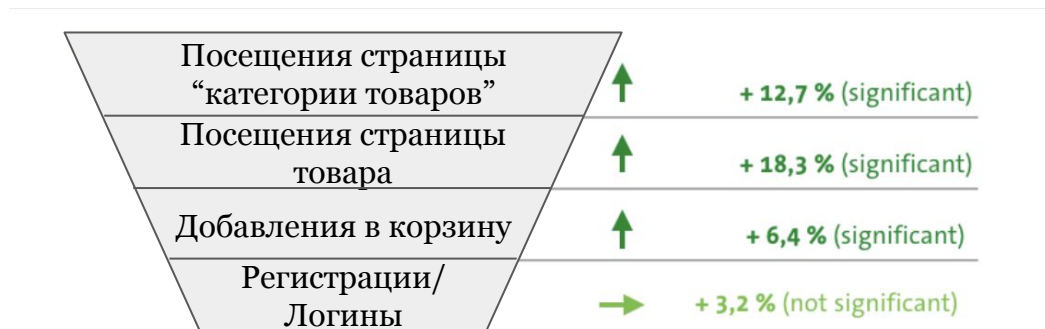 Посещения страницы
“категории товаров”
+ 12,7 % (significant)
Посещения страницы
товара
+ 18,3 % (significant)
Добавления в корзину
+ 6,4 % (significant)
Регистрации/
Логины
+ 3,2 % (not significant)